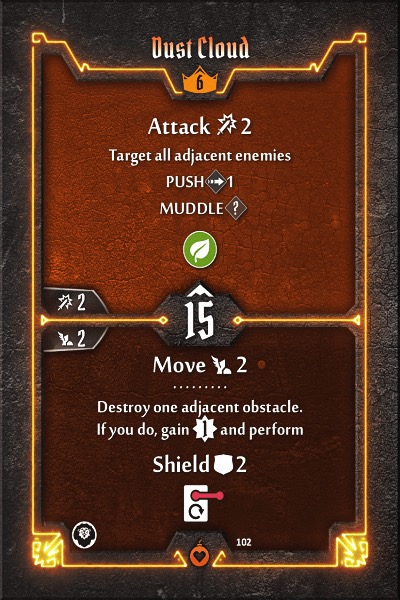 Dust Cloud
6
Attack 2
Target all adjacent enemies
PUSH 1
MUDDLE ?
2
15
2
Move 2
Destroy one adjacent obstacle.
If you do, gain 1 and perform
Shield 2
102